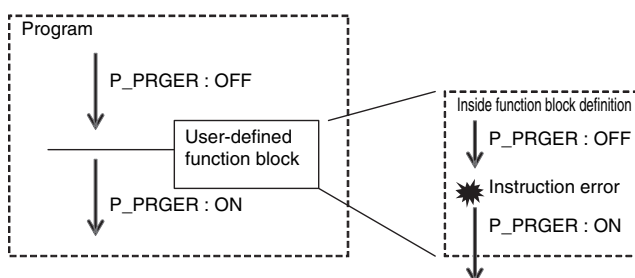 Program
P_PRGER : OFF
User-defined
function block
P_PRGER : ON
Inside function block definition
P_PRGER : OFF
Instruction error
P_PRGER : ON